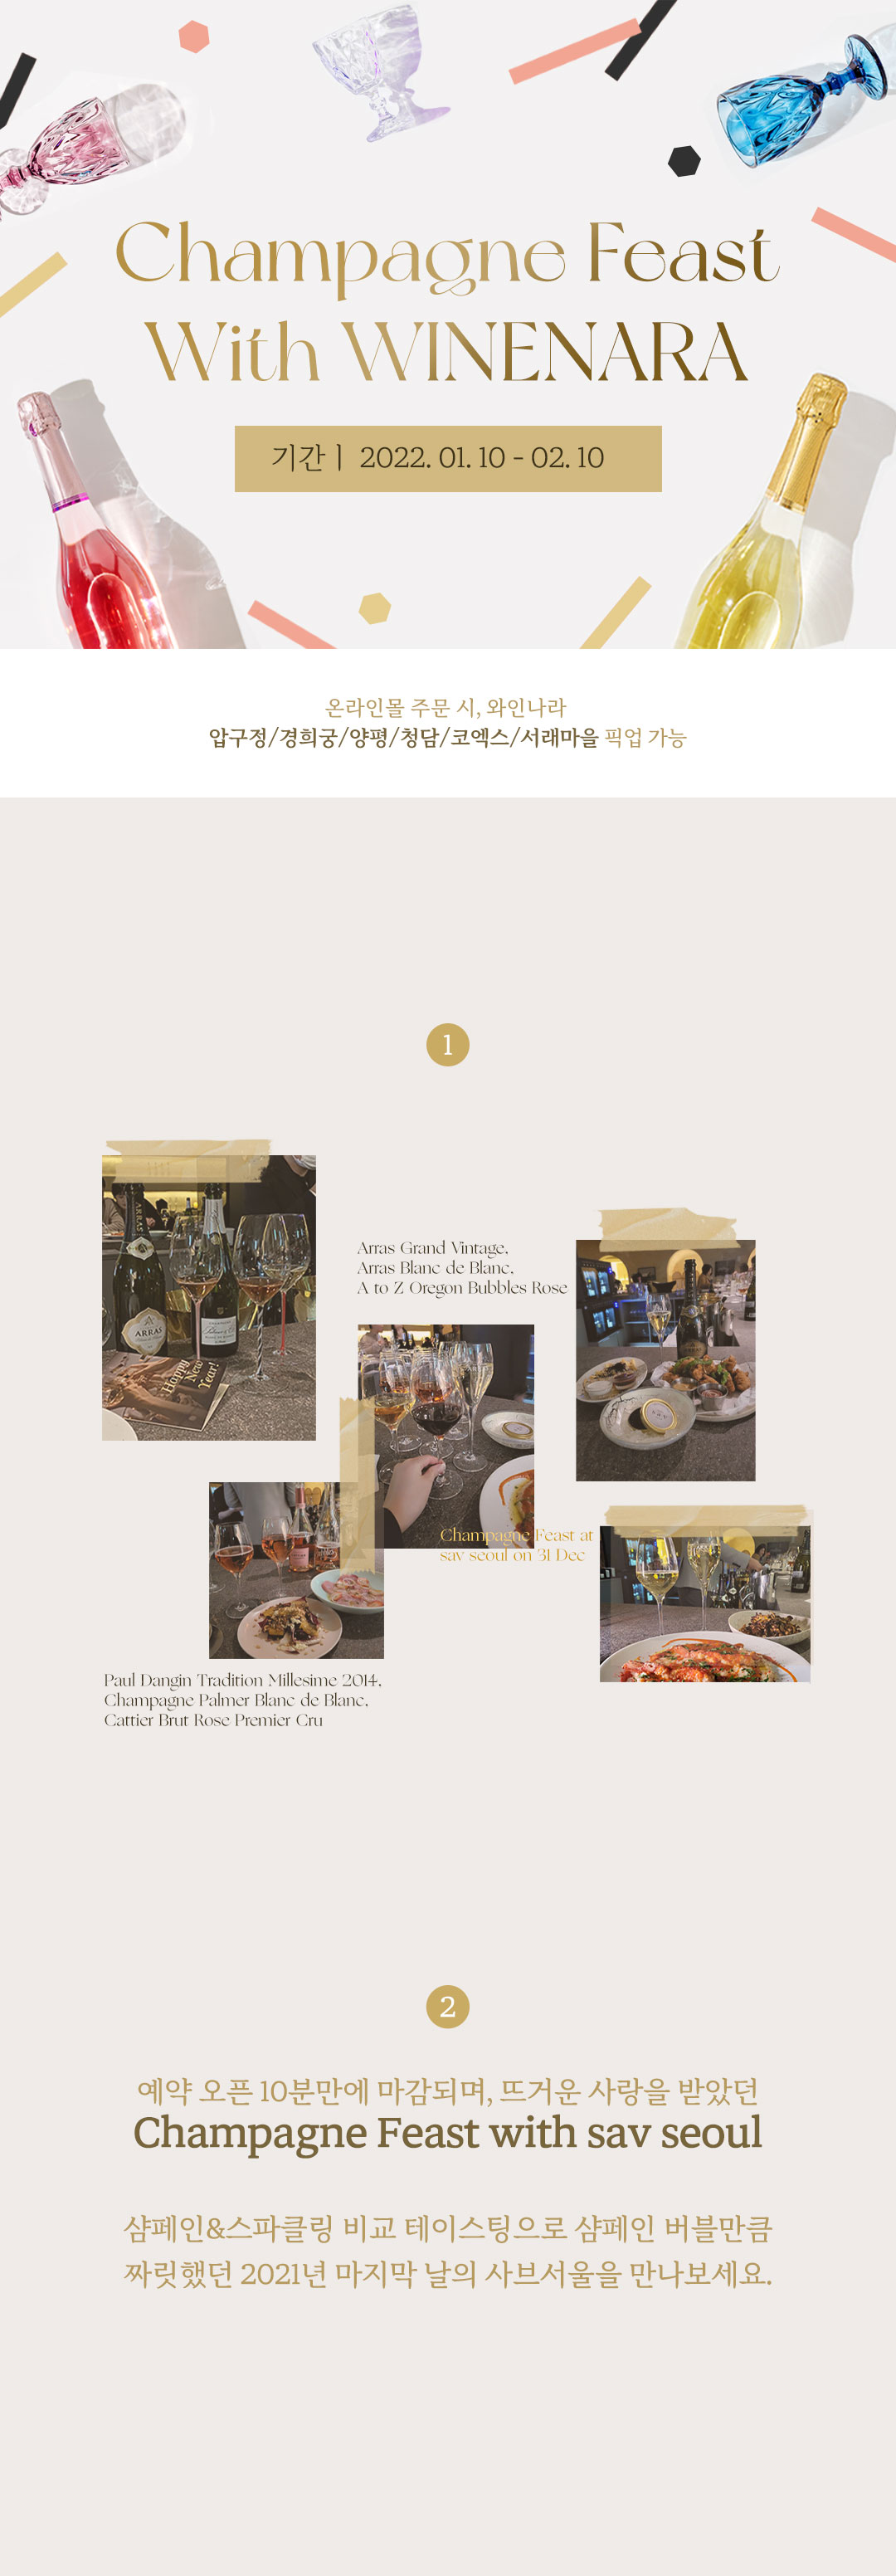 Champagne Feast
With WINENARA
기간ㅣ 2022. 01. 10 - 02. 10
온라인몰 주문 시, 와인나라
압구정/경희궁/양평/청담/코엑스/서래마을 픽업 가능
1
Arras Grand Vintage,
Arras Blanc de Blanc,
A to Z Oregon Bubbles Rose
ARRAS
ARRAS
Happy
New
Year!
Champagne Feast at
sav seoul on 31 Dec
Paul Dangin Tradition Millesime 2014,
Champagne Palmer Blanc de Blanc,
Cattier Brut Rose Premier Cru
2
예약 오픈 10분만에 마감되며, 뜨거운 사랑을 받았던
Champagne Feast with sav seoul
샴페인&스파클링 비교 테이스팅으로 샴페인 버블만큼
짜릿했던 2021년 마지막 날의 사브서울을 만나보세요.